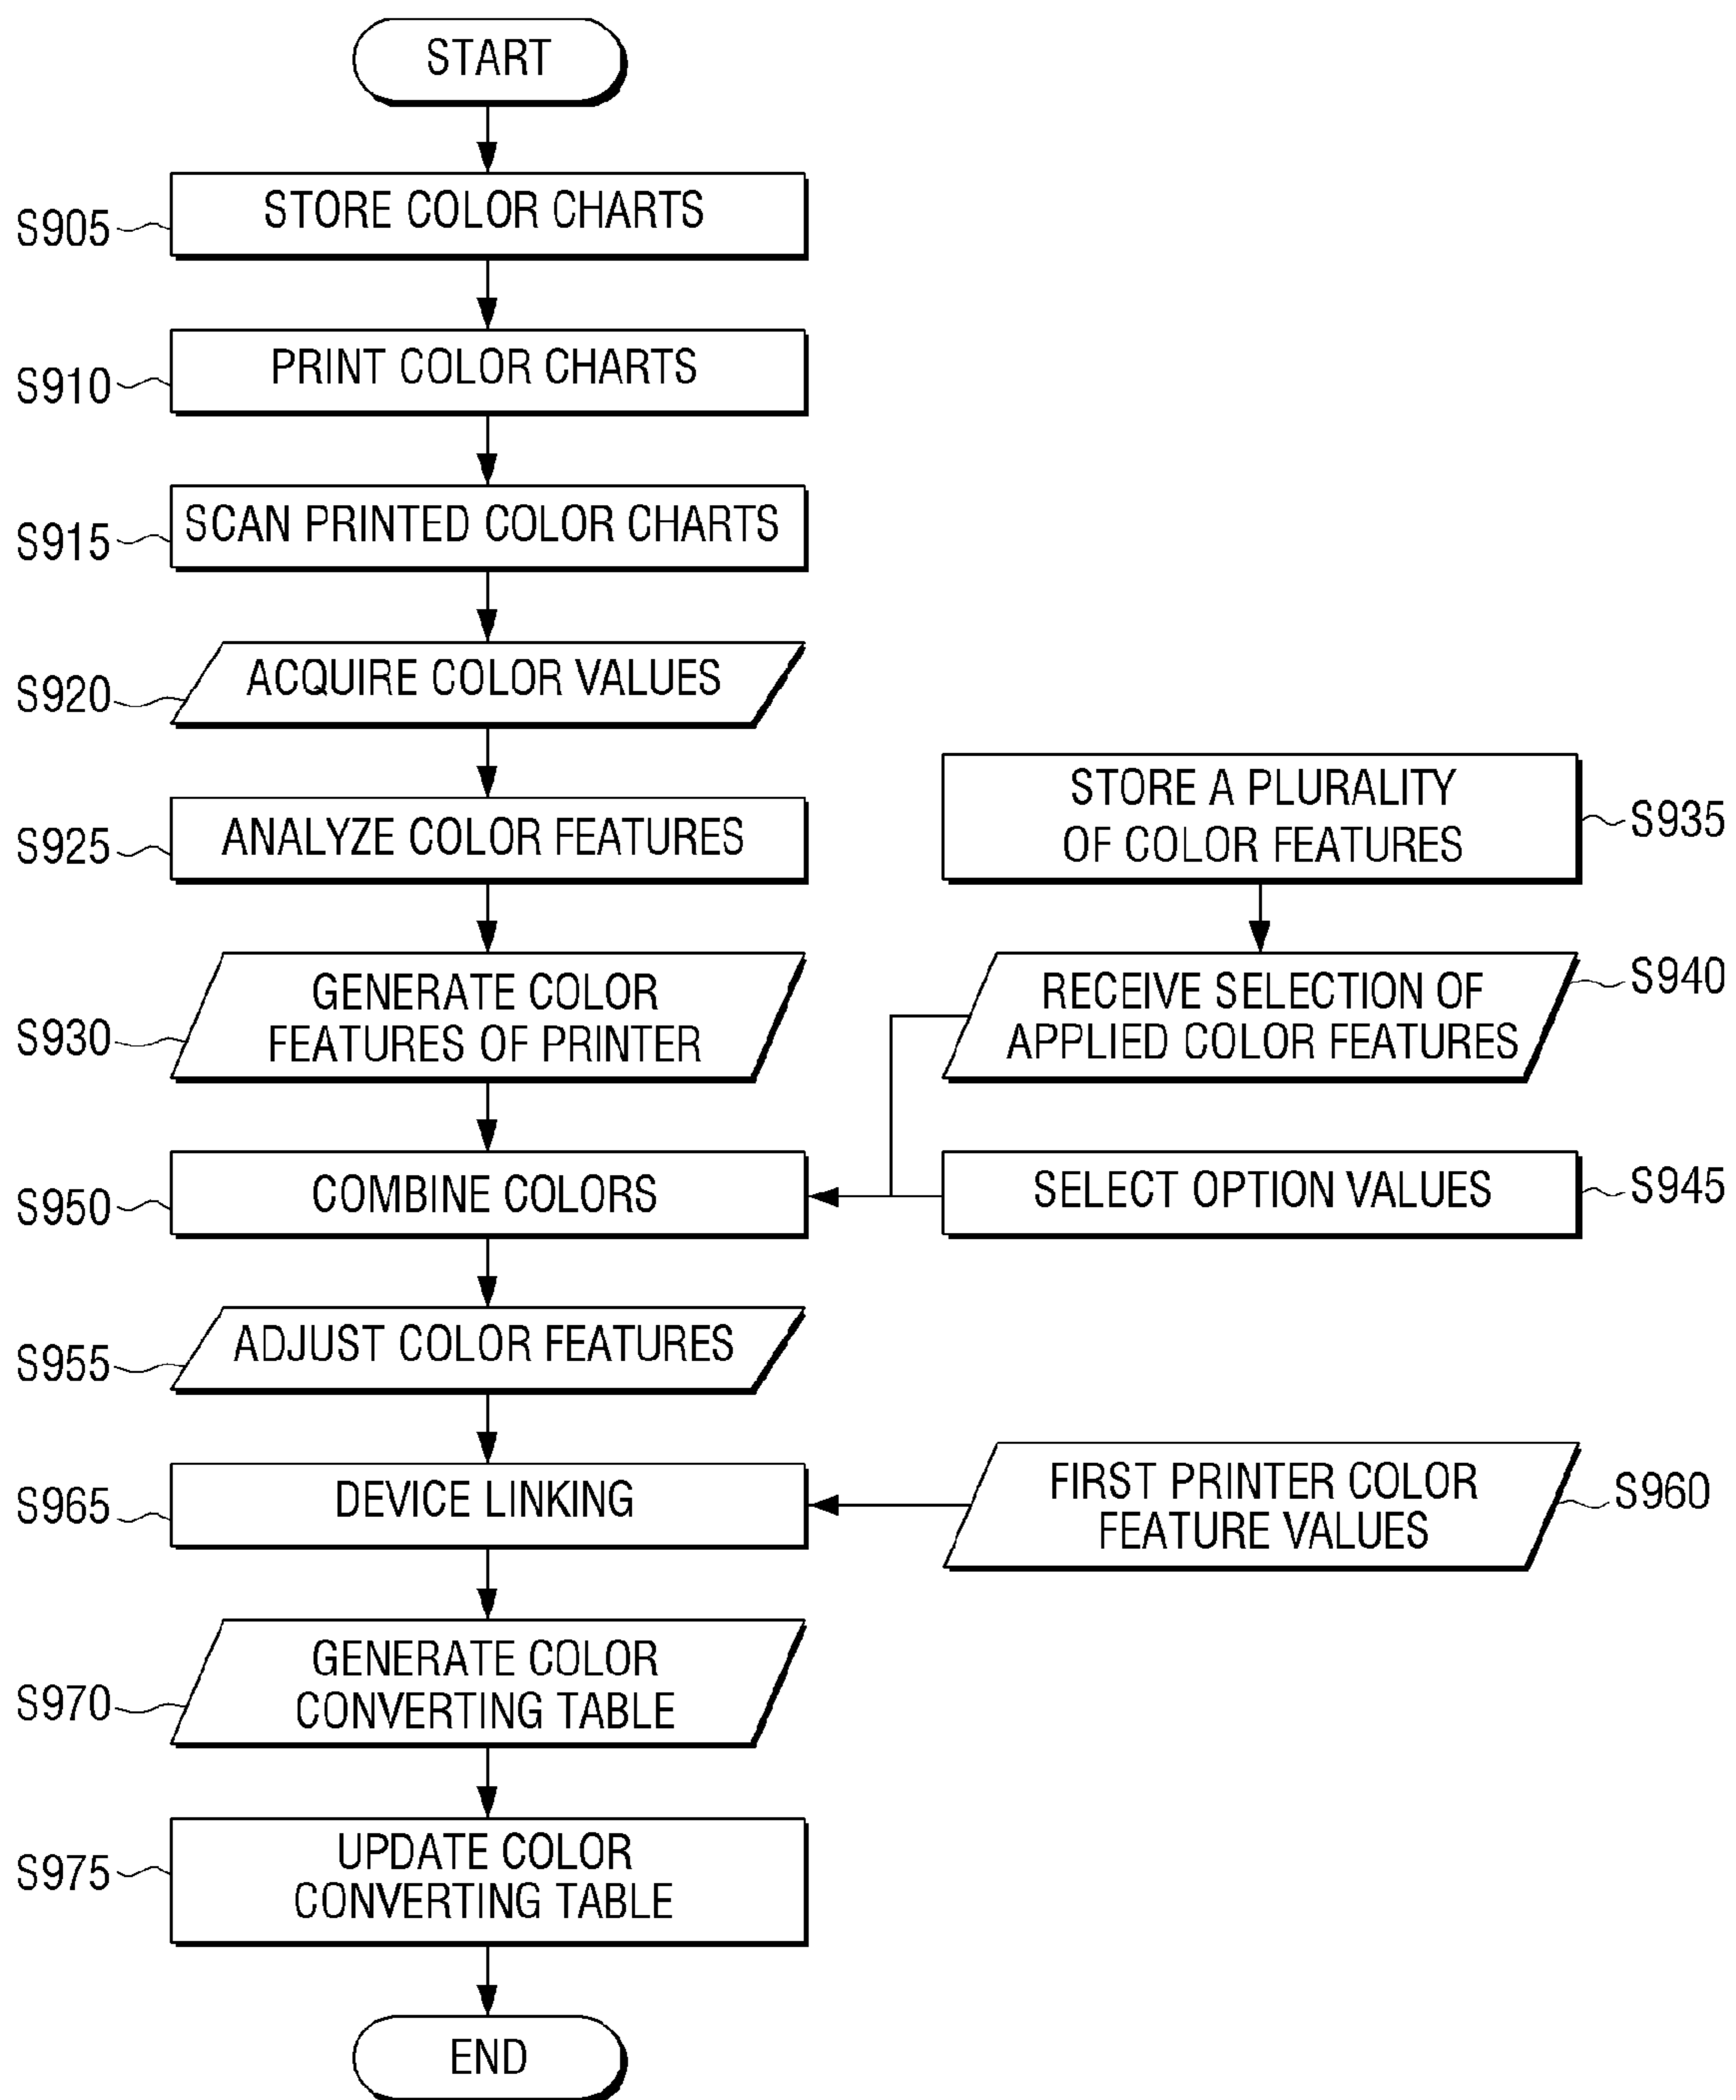 START
S905
STORE COLOR CHARTS
S910
PRINT COLOR CHARTS
S915
SCAN PRINTED COLOR CHARTS
S920
ACQUIRE COLOR VALUES
S925
ANALYZE COLOR FEATURES
STORE A PLURALITY
OF COLOR FEATURES
S935
S930
GENERATE COLOR
FEATURES OF PRINTER
RECEIVE SELECTION OF
APPLIED COLOR FEATURES
S940
S950
COMBINE COLORS
SELECT OPTION VALUES
S945
S955
ADJUST COLOR FEATURES
S965
DEVICE LINKING
FIRST PRINTER COLOR
FEATURE VALUES
S960
S970
GENERATE COLOR
CONVERTING TABLE
S975
UPDATE COLOR
CONVERTING TABLE
END